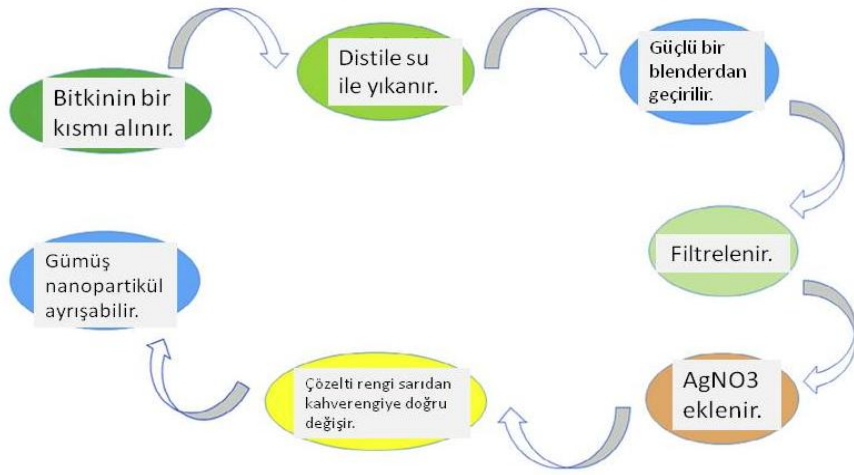 Bitkinin bir
kısmı alınır.
Distile su
ile yıkanır.
Güçlü bir
blenderdan
geçirilir.
Filtrelenir.
AgNO3
eklenir.
Çözelti rengi sarıdan
kahverengiye doğru
değişir.
Gümüş
nanopartikül
ayrışabilir.